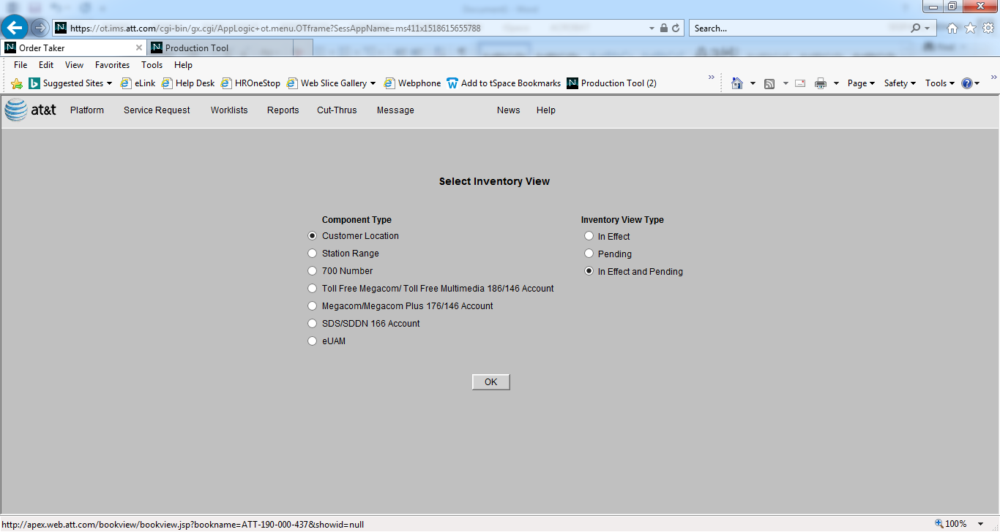 https://ot.ims.att.com/cgi-bin/gx.cgi/AppLogic+ot.menu.OTframe?SessAppName=ms411x1518615655788 Search...
Order Taker Production Tool
File Edit View Favorites Tools Help
Suggested Sites eLink Help Desk HROneStop Web Slice Gallery Webphone Add to tSpace Bookmarks Production Tool (2) » Page Safety Tools »
at&t Platform Service Request Worklists Reports Cut-Thrus Message News Help
Select Inventory View
Component Type Inventory View Type
Customer Location In Effect
Station Range Pending
700 Number In Effect and Pending
Toll Free Megacom/ Toll Free Multimedia 186/146 Account
Megacom/Megacom Plus 176/146 Account
SDS/SDDN 166 Account
eUAM
OK
http://apex.web.att.com/bookview/bookview.jsp?bookname=ATT-190-000-437&showid=null 100%